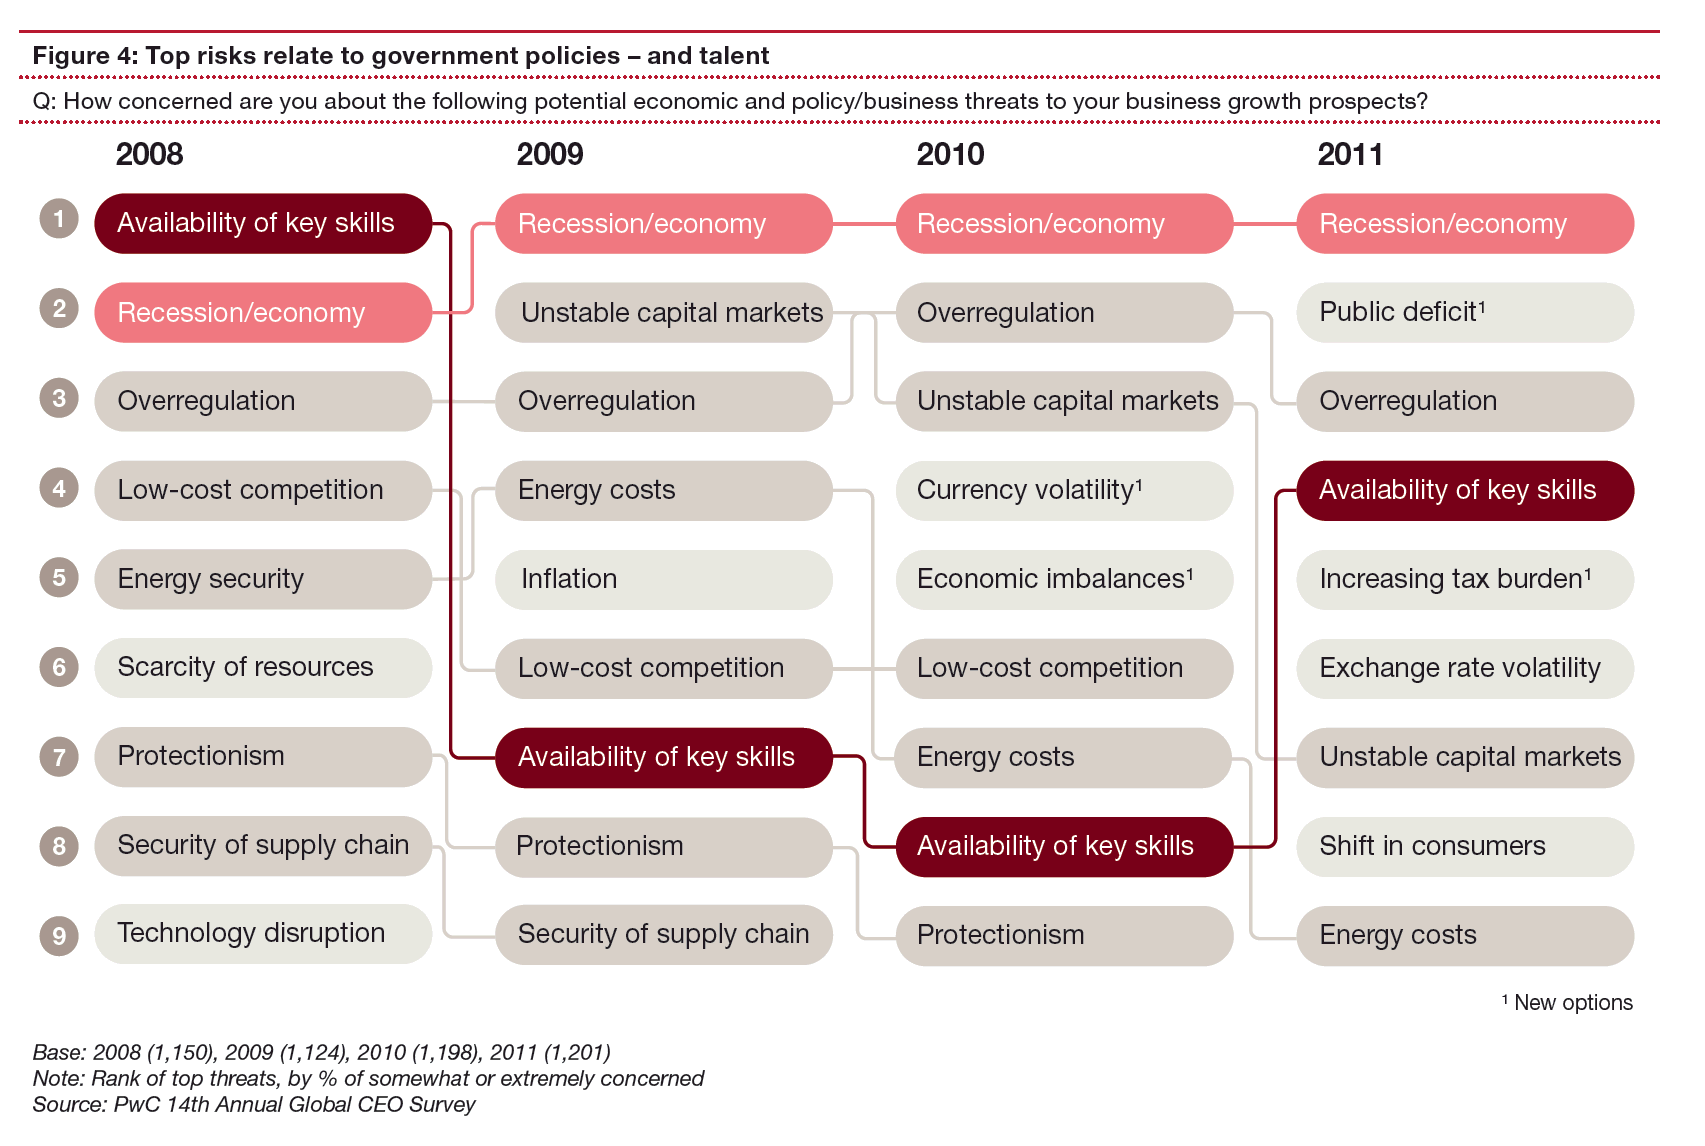 Figure 4: Top risks relate to government policies – and talent
Q: How concerned are you about the following potential economic and policy/business threats to your business growth prospects?
2008 2009 2010 2011
1 Availability of key skills Recession/economy Recession/economy Recession/economy
2 Recession/economy Unstable capital markets Overregulation Public deficit¹
3 Overregulation Overregulation Unstable capital markets Overregulation
4 Low-cost competition Energy costs Currency volatility¹ Availability of key skills
5 Energy security Inflation Economic imbalances¹ Increasing tax burden¹
6 Scarcity of resources Low-cost competition Low-cost competition Exchange rate volatility
7 Protectionism Availability of key skills Energy costs Unstable capital markets
8 Security of supply chain Protectionism Availability of key skills Shift in consumers
9 Technology disruption Security of supply chain Protectionism Energy costs
¹ New options
Base: 2008 (1,150), 2009 (1,124), 2010 (1,198), 2011 (1,201)
Note: Rank of top threats, by % of somewhat or extremely concerned
Source: PwC 14th Annual Global CEO Survey